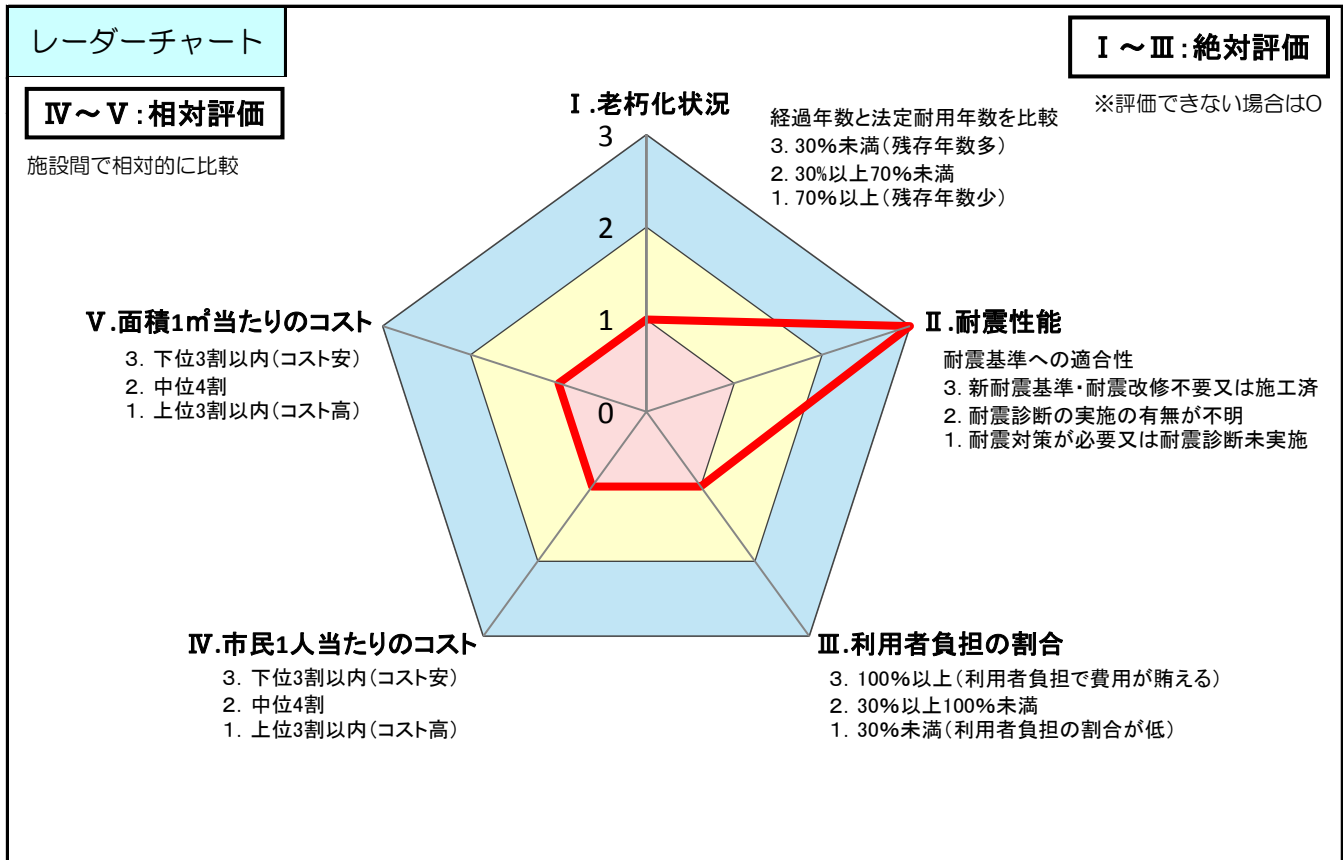 レーダーチャート
Ⅰ～Ⅲ:絶対評価
※評価できない場合は0
Ⅳ～Ⅴ:相対評価
施設間で相対的に比較
Ⅰ.老朽化状況
経過年数と法定耐用年数を比較
3. 30%未満(残存年数多)
2. 30%以上70%未満
1. 70%以上(残存年数少)
3
2
1
0
Ⅱ.耐震性能
耐震基準への適合性
3. 新耐震基準・耐震改修不要又は施工済
2. 耐震診断の実施の有無が不明
1. 耐震対策が必要又は耐震診断未実施
Ⅴ.面積1㎡当たりのコスト
3. 下位3割以内(コスト安)
2. 中位4割
1. 上位3割以内(コスト高)
Ⅳ.市民1人当たりのコスト
3. 下位3割以内(コスト安)
2. 中位4割
1. 上位3割以内(コスト高)
Ⅲ.利用者負担の割合
3. 100%以上(利用者負担で費用が賄える)
2. 30%以上100%未満
1. 30%未満(利用者負担の割合が低)